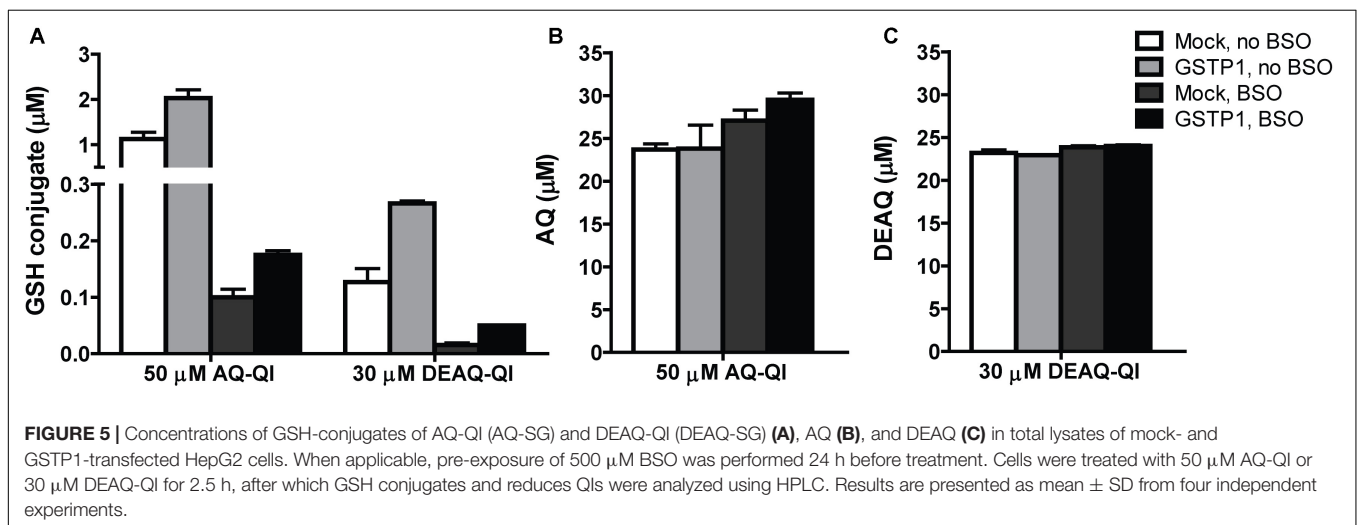 A
B
C
Mock, no BSO
GSTP1, no BSO
Mock, BSO
GSTP1, BSO
GSH conjugate (µM)
3
2
1
0.3
0.2
0.1
0.0
50 µM AQ-QI
30 µM DEAQ-QI
AQ (µM)
35
30
25
20
15
10
5
0
50 µM AQ-QI
DEAQ (µM)
35
30
25
20
15
10
5
0
30 µM DEAQ-QI
FIGURE 5 | Concentrations of GSH-conjugates of AQ-QI (AQ-SG) and DEAQ-QI (DEAQ-SG) (A), AQ (B), and DEAQ (C) in total lysates of mock- and
GSTP1-transfected HepG2 cells. When applicable, pre-exposure of 500 µM BSO was performed 24 h before treatment. Cells were treated with 50 µM AQ-QI or
30 µM DEAQ-QI for 2.5 h, after which GSH conjugates and reduces QIs were analyzed using HPLC. Results are presented as mean ± SD from four independent
experiments.